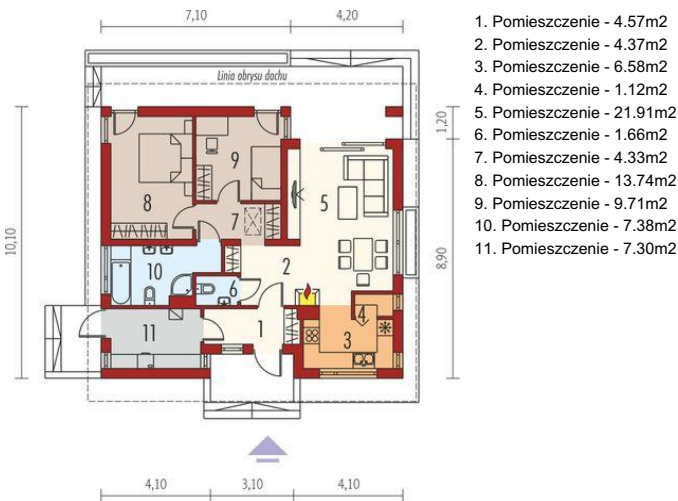 7,10
4,20
1. Pomieszczenie - 4.57m2
2. Pomieszczenie - 4.37m2
3. Pomieszczenie - 6.58m2
4. Pomieszczenie - 1.12m2
5. Pomieszczenie - 21.91m2
6. Pomieszczenie - 1.66m2
7. Pomieszczenie - 4.33m2
8. Pomieszczenie - 13.74m2
9. Pomieszczenie - 9.71m2
10. Pomieszczenie - 7.38m2
11. Pomieszczenie - 7.30m2
Linia obrysu dachu
1,20
9
8
5
7
10,10
8,90
10
2
6
4
11
1
3
4,10
3,10
4,10